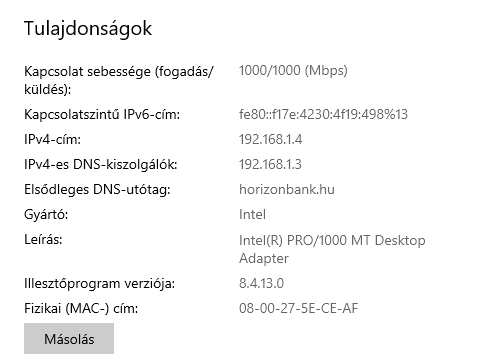 Tulajdonságok
Kapcsolat sebessége (fogadás/ 1000/1000 (Mbps)
küldés):
Kapcsolatszintű IPv6-cím: fe80::f17e:4230:4f19:498%13
IPv4-cím: 192.168.1.4
IPv4-es DNS-kiszolgálók: 192.168.1.3
Elsődleges DNS-utótag: horizonbank.hu
Gyártó: Intel
Leírás: Intel(R) PRO/1000 MT Desktop
Adapter
Illesztőprogram verziója: 8.4.13.0
Fizikai (MAC-) cím: 08-00-27-5E-CE-AF
Másolás